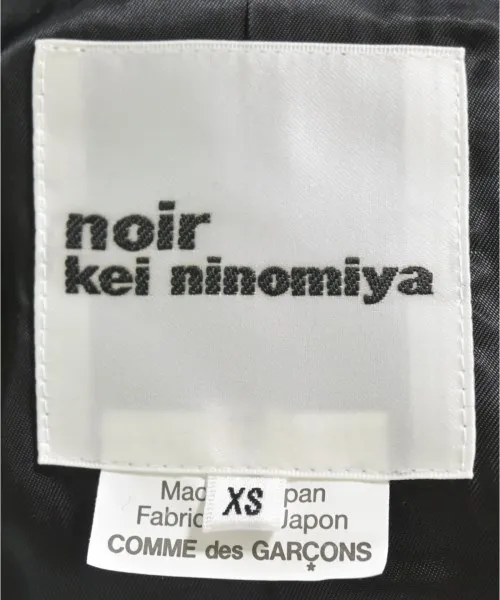 noir
kei ninomiya
XS
Mad pan
Fabric Japon
COMME des GARÇONS
*